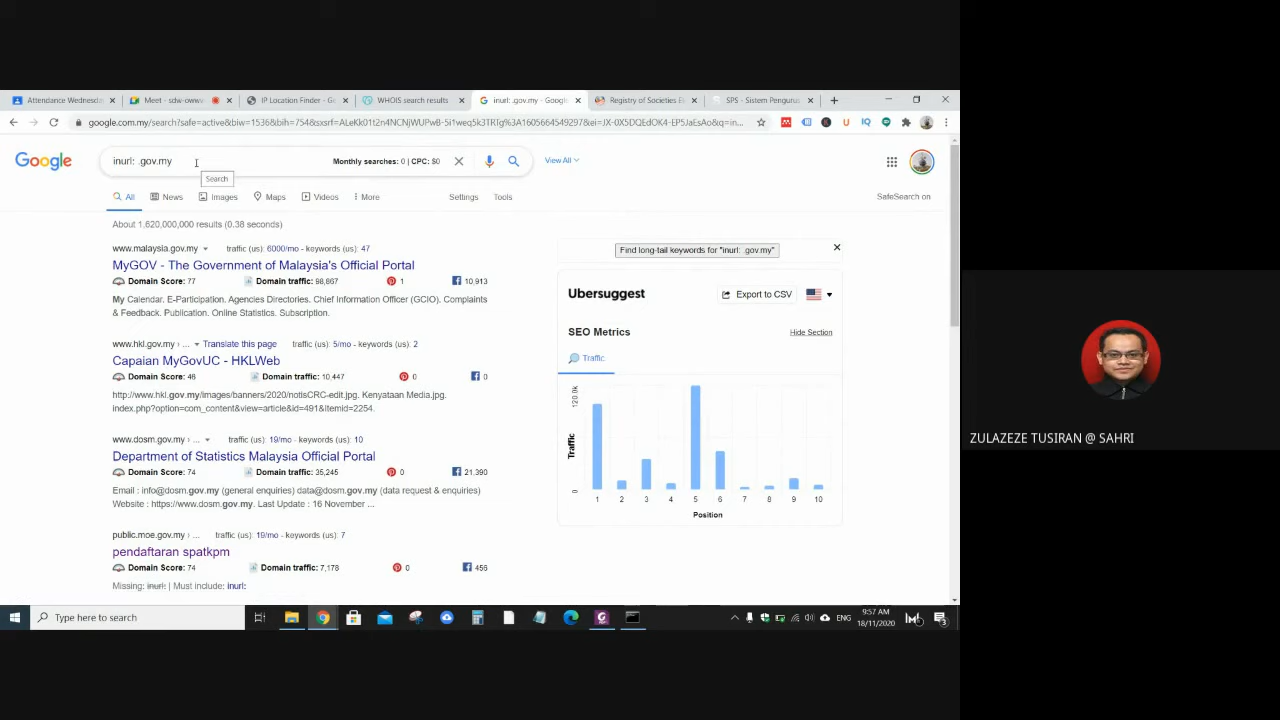 Attendance Wednesda
Meet - sdw-oww
IP Location Finder - Ge
WHOIS search results
inurl: .gov.my - Google
Registry of Societies E
SPS - Sistem Pengurus
google.com.my/search?safe=active&biw=1536&bih=754&sxsrf=
Google
inurl: .gov.my
Monthly searches: 0 | CPC: $0
View All
Search
All
News
Images
Maps
Videos
More
Settings
Tools
SafeSearch on
About 1,620,000,000 results (0.38 seconds)
www.malaysia.gov.my
traffic (us): 6000/mo - keywords (us): 47
MyGOV - The Government of Malaysia's Official Portal
Domain Score: 77
Domain traffic: 98,867
1
10,913
My Calendar. E-Participation. Agencies Directories. Chief Information Officer (GCIO). Complaints
& Feedback. Publication. Online Statistics. Subscription.
www.hkl.gov.my › ...
Translate this page
traffic (us): 5/mo - keywords (us): 2
Capaian MyGovUC - HKLWeb
Domain Score: 46
Domain traffic: 10,447
0
0
http://www.hkl.gov.my/images/banners/2020/notisCRC-edit.jpg. Kenyataan Media.jpg.
index.php?option=com_content&view=article&id=491&Itemid=2254.
www.dosm.gov.my › ...
traffic (us): 19/mo - keywords (us): 10
Department of Statistics Malaysia Official Portal
Domain Score: 74
Domain traffic: 35,245
0
21,390
Email : info@dosm.gov.my (general enquiries) data@dosm.gov.my (data request & enquiries)
Website : https://www.dosm.gov.my. Last Update : 16 November ...
public.moe.gov.my › ...
traffic (us): 19/mo - keywords (us): 7
pendaftaran spatkpm
Domain Score: 74
Domain traffic: 7,178
0
456
Missing: inurl: | Must include: inurl:
Find long-tail keywords for "inurl: .gov.my"
Ubersuggest
Export to CSV
SEO Metrics
Hide Section
Traffic
120.0k
Traffic
0
1 2 3 4 5 6 7 8 9 10
Position
ZULAZEZE TUSIRAN @ SAHRI
Type here to search
ENG
9:57 AM
18/11/2020
3